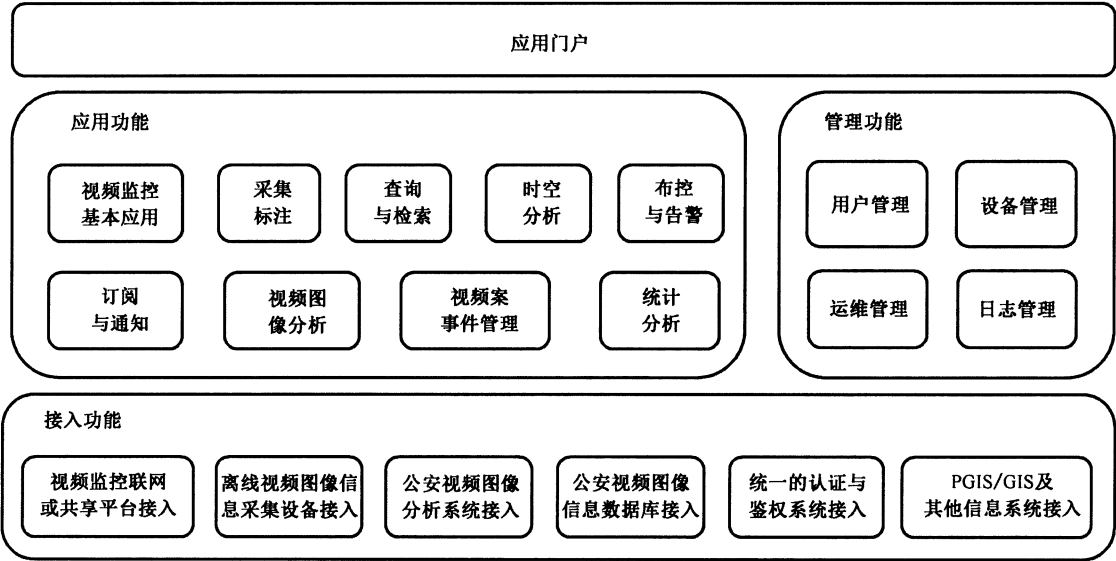 应用门户
应用功能
视频监控
基本应用
采集
标注
查询
与检索
时空
分析
布控
与告警
订阅
与通知
视频图
像分析
视频案
事件管理
统计
分析
管理功能
用户管理
设备管理
运维管理
日志管理
接入功能
视频监控联网
或共享平台接入
离线视频图像信
息采集设备接入
公安视频图像
分析系统接入
公安视频图像
信息数据库接入
统一的认证与
鉴权系统接入
PGIS/GIS及
其他信息系统接入